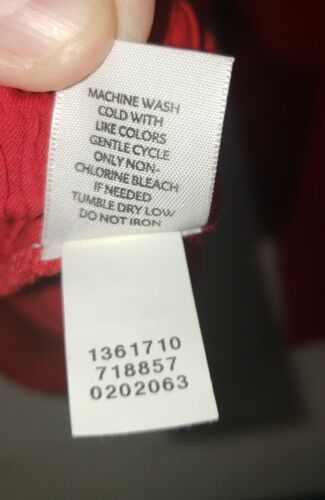 MACHINE WASH
COLD WITH
LIKE COLORS
GENTLE CYCLE
ONLY NON-
CHLORINE BLEACH
IF NEEDED
TUMBLE DRY LOW
DO NOT IRON
1361710
718857
0202063